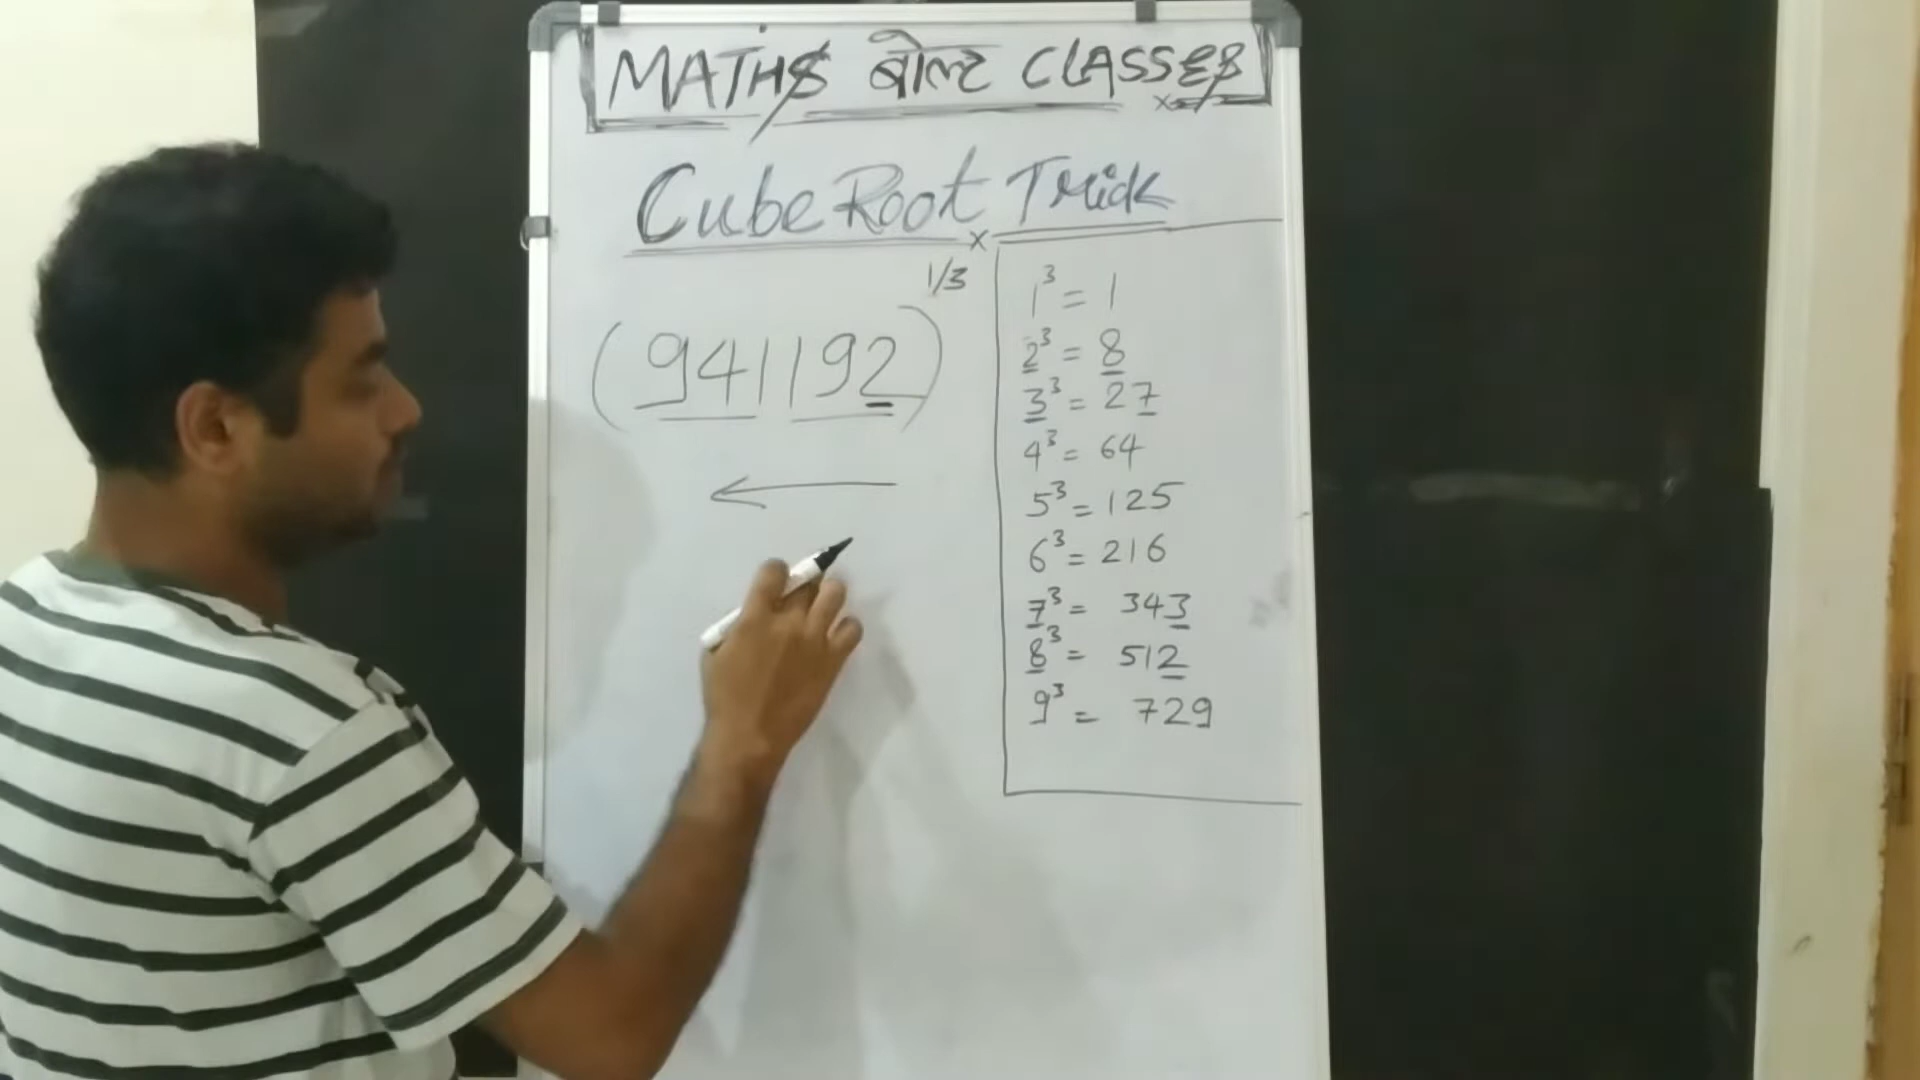 MATHS बोल्ट CLASSES
Cube Root Trick
(941192)^1/3
1³ = 1
2³ = 8
3³ = 27
4³ = 64
5³ = 125
6³ = 216
7³ = 343
8³ = 512
9³ = 729